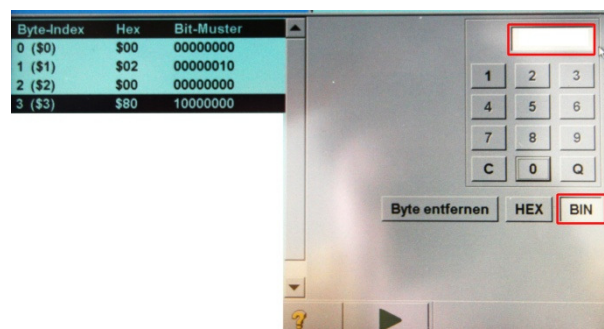 Byte-Index Hex Bit-Muster
0 ($0) $00 00000000
1 ($1) $02 00000010
2 ($2) $00 00000000
3 ($3) $80 10000000
1 2 3
4 5 6
7 8 9
C 0 Q
Byte entfernen HEX BIN
?